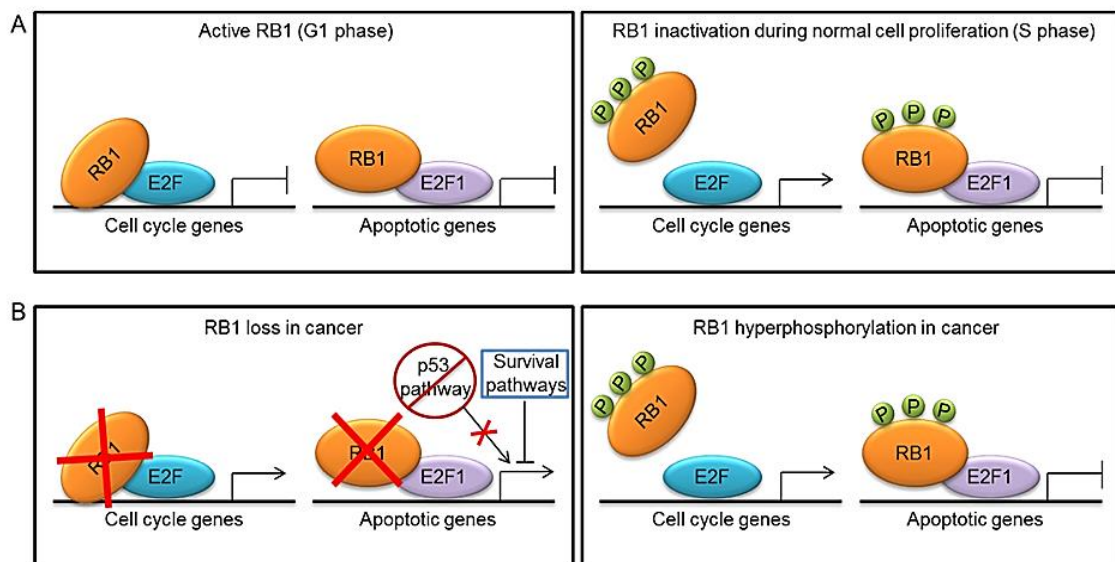 A
Active RB1 (G1 phase)
RB1
E2F
Cell cycle genes
RB1
E2F1
Apoptotic genes
RB1 inactivation during normal cell proliferation (S phase)
P P P
RB1
E2F
Cell cycle genes
P P P
RB1
E2F1
Apoptotic genes
B
RB1 loss in cancer
RB1
E2F
Cell cycle genes
p53
pathway
Survival
pathways
RB1
E2F1
Apoptotic genes
RB1 hyperphosphorylation in cancer
P P P
RB1
E2F
Cell cycle genes
P P P
RB1
E2F1
Apoptotic genes